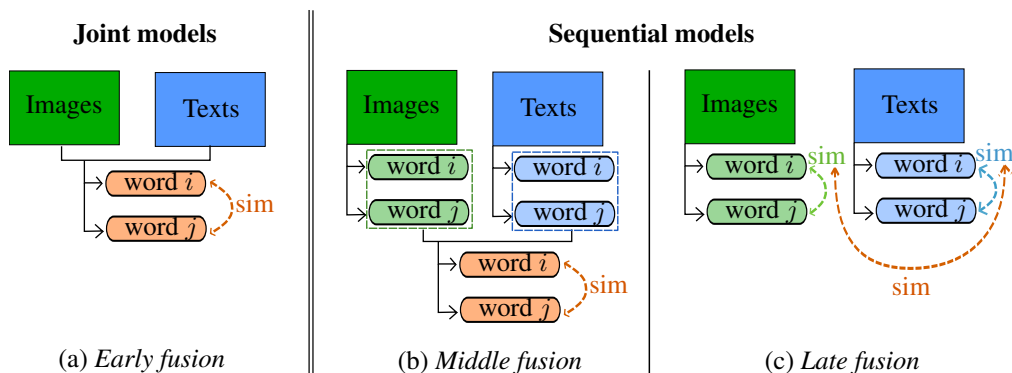 Joint models
Sequential models
Images
Texts
word i
word j
sim
(a) Early fusion
Images
Texts
word i
word j
word i
word j
word i
word j
sim
(b) Middle fusion
Images
Texts
word i
word j
sim
word i
word j
sim
sim
(c) Late fusion